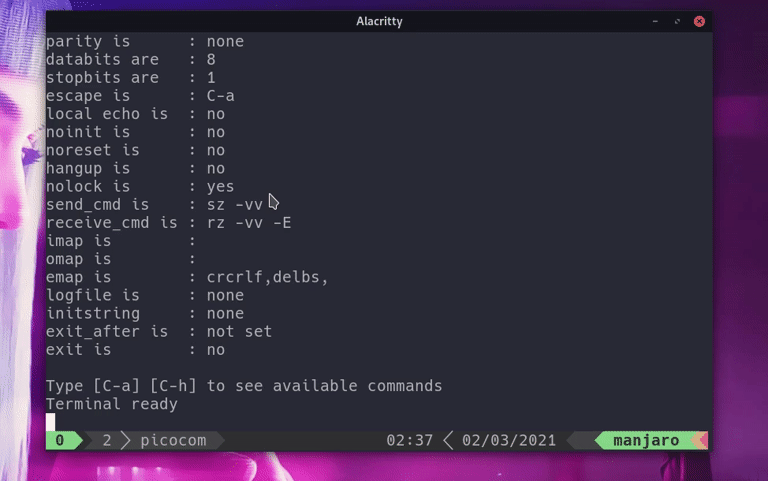 Alacritty
parity is      : none
databits are   : 8
stopbits are   : 1
escape is      : C-a
local echo is  : no
noinit is      : no
noreset is     : no
hangup is      : no
nolock is      : yes
send_cmd is    : sz -vv
receive_cmd is : rz -vv -E
imap is        :
omap is        :
emap is        : crcrlf,delbs,
logfile is     : none
initstring     : none
exit_after is  : not set
exit is        : no
Type [C-a] [C-h] to see available commands
Terminal ready
0 2 picocom 02:37 02/03/2021 manjaro